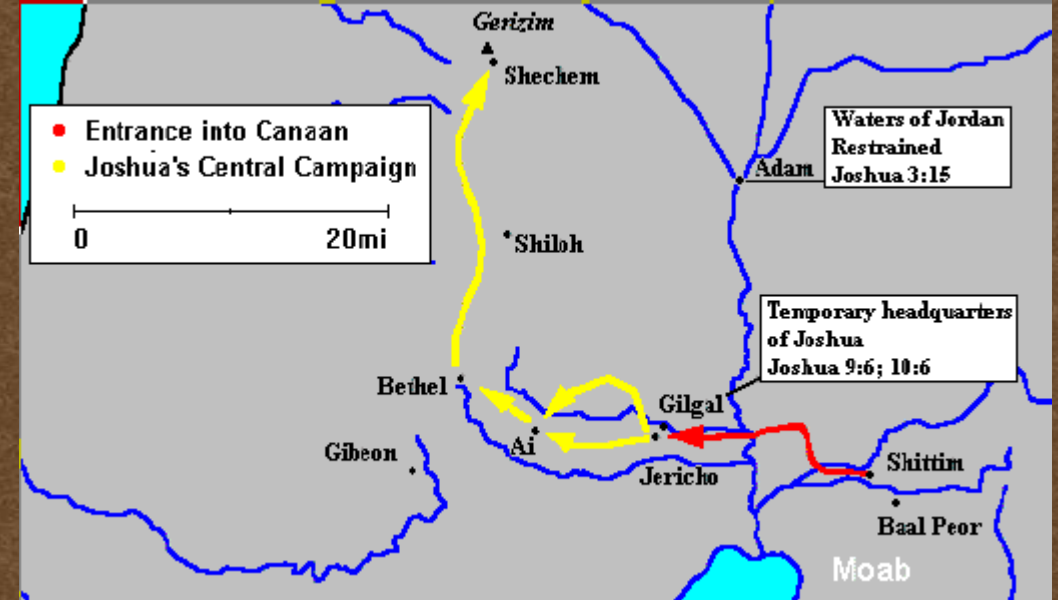 Gerizim
Shechem
Entrance into Canaan
Joshua's Central Campaign
0 20mi
Waters of Jordan
Restrained
Joshua 3:15
Adam
Shiloh
Temporary headquarters
of Joshua
Joshua 9:6; 10:6
Bethel
Gilgal
Ai
Gibeon
Jericho
Shittim
Baal Peor
Moab